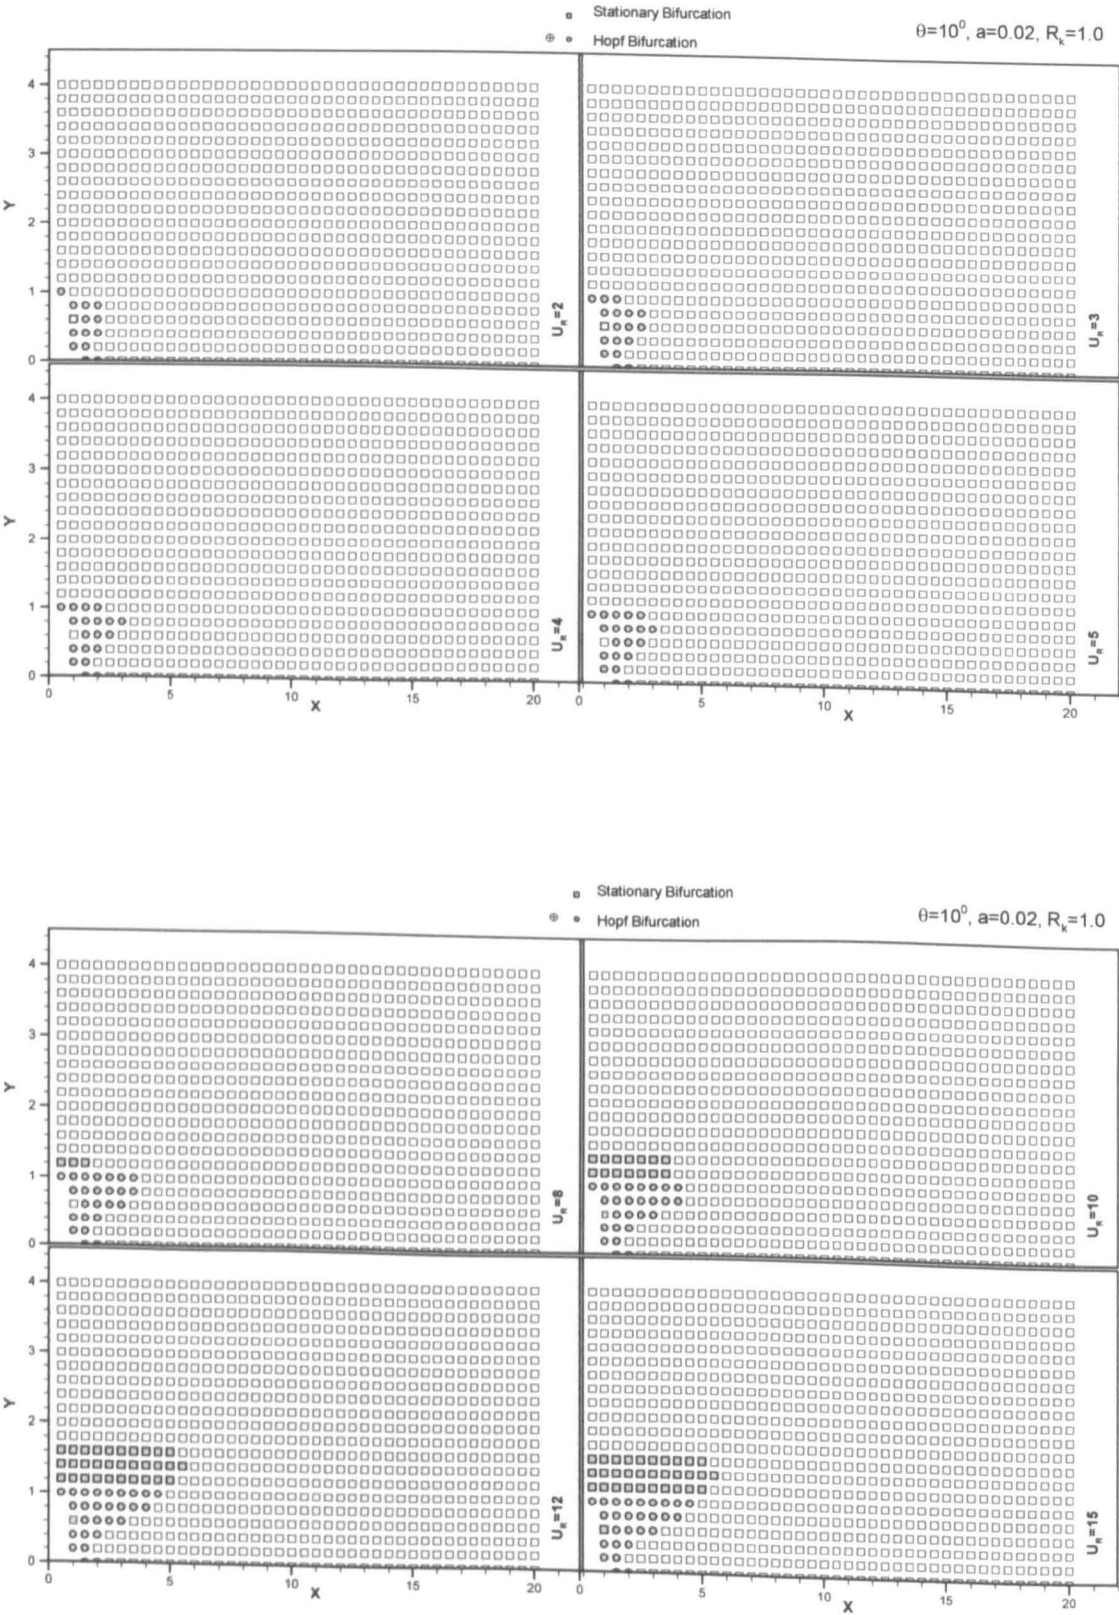 Stationary Bifurcation
Hopf Bifurcation
θ=10⁰, a=0.02, Rₖ=1.0
4
3
2
1
0
Y
U_R=2
U_R=3
4
3
2
1
0
Y
U_R=4
U_R=5
0 5 10 15 20
X
0 5 10 15 20
X
Stationary Bifurcation
Hopf Bifurcation
θ=10⁰, a=0.02, Rₖ=1.0
4
3
2
1
0
Y
U_R=8
U_R=10
4
3
2
1
0
Y
U_R=12
U_R=15
0 5 10 15 20
X
0 5 10 15 20
X